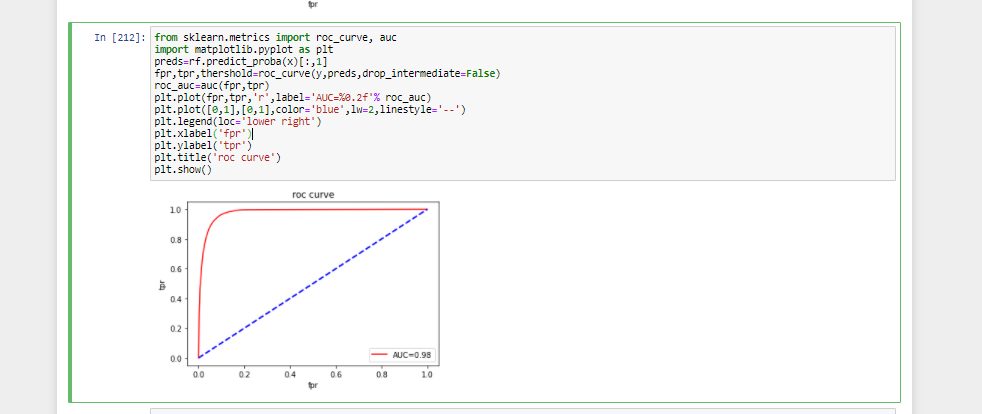 fpr
In [212]: from sklearn.metrics import roc_curve, auc
import matplotlib.pyplot as plt
preds=rf.predict_proba(x)[:,1]
fpr,tpr,thershold=roc_curve(y,preds,drop_intermediate=False)
roc_auc=auc(fpr,tpr)
plt.plot(fpr,tpr,'r',label='AUC=%0.2f'% roc_auc)
plt.plot([0,1],[0,1],color='blue',lw=2,linestyle='--')
plt.legend(loc='lower right')
plt.xlabel('fpr')
plt.ylabel('tpr')
plt.title('roc curve')
plt.show()
roc curve
1.0
0.8
0.6
tpr
0.4
0.2
0.0
AUC=0.98
0.0 0.2 0.4 0.6 0.8 1.0
fpr